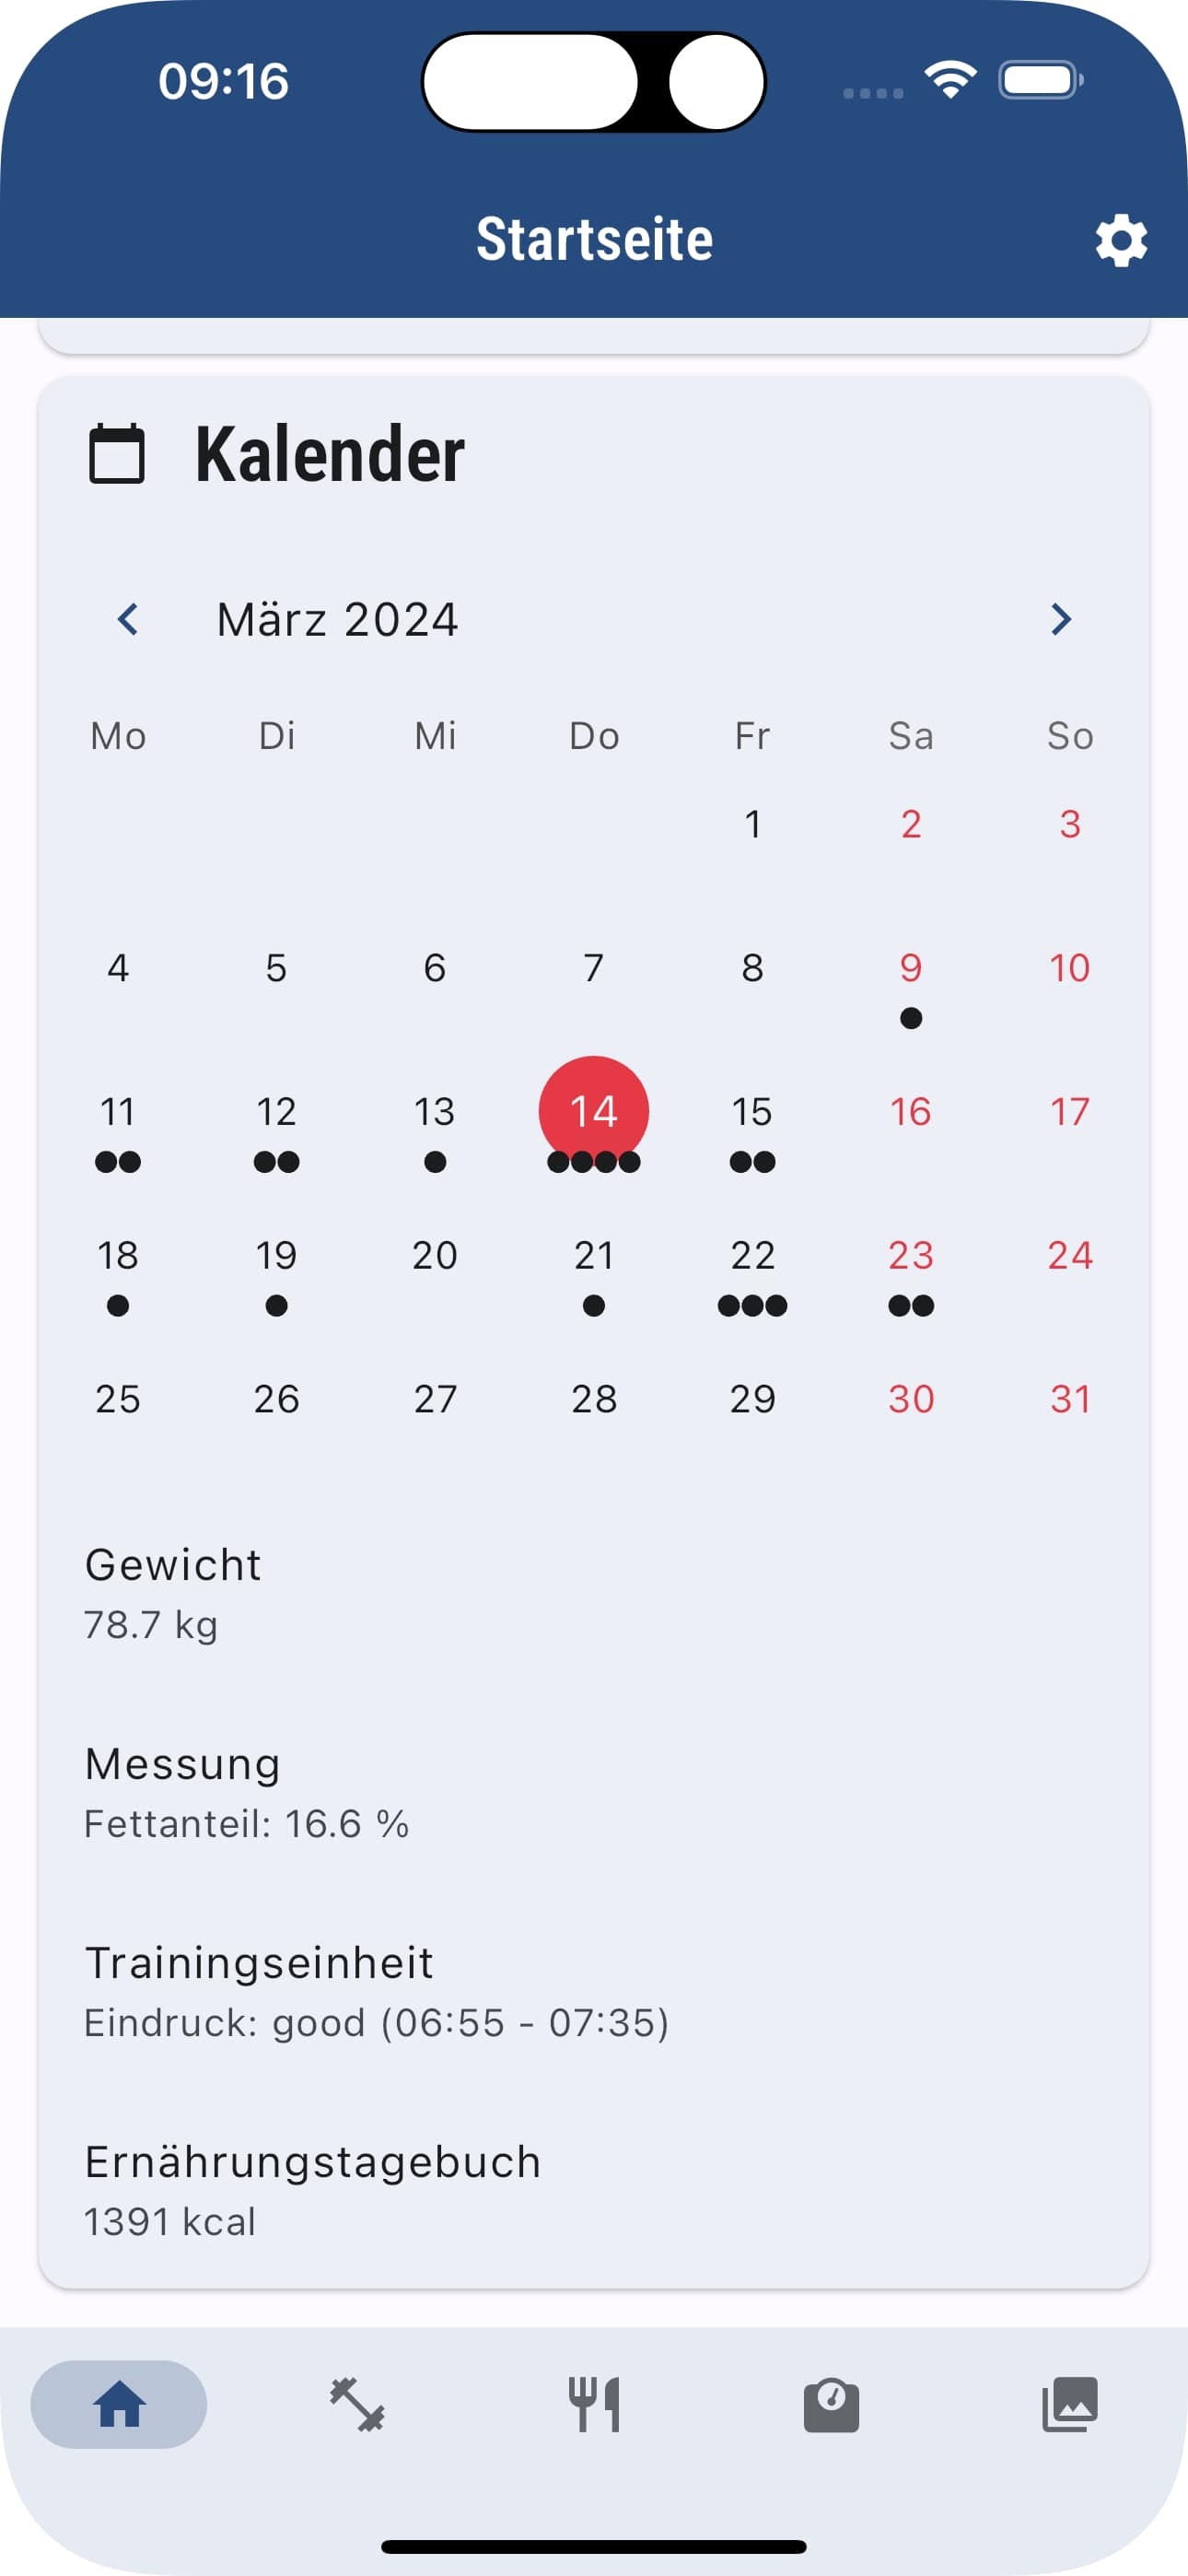 09:16
Startseite
Kalender
März 2024
Mo Di Mi Do Fr Sa So
1 2 3
4 5 6 7 8 9 10
11 12 13 14 15 16 17
18 19 20 21 22 23 24
25 26 27 28 29 30 31
Gewicht
78.7 kg
Messung
Fettanteil: 16.6 %
Trainingseinheit
Eindruck: good (06:55 - 07:35)
Ernährungstagebuch
1391 kcal